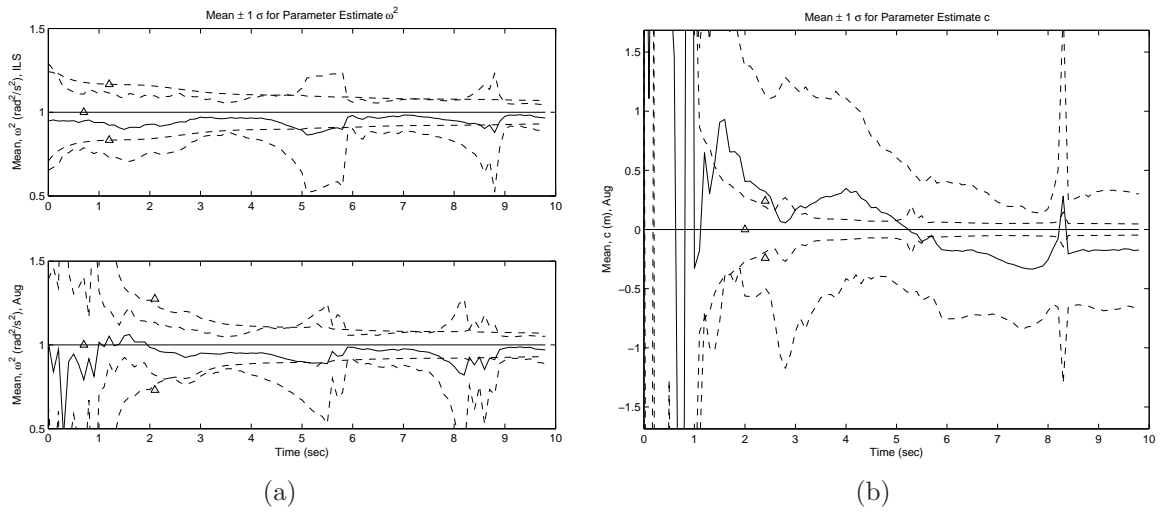 Mean ± 1 σ for Parameter Estimate ω²
1.5
1
0.5
Mean, ω² (rad²/s²), ILS
0 1 2 3 4 5 6 7 8 9 10
1.5
1
0.5
Mean, ω² (rad²/s²), Aug
0 1 2 3 4 5 6 7 8 9 10
Time (sec)
(a)
Mean ± 1 σ for Parameter Estimate c
1.5
1
0.5
0
−0.5
−1
−1.5
Mean, c (m), Aug
0 1 2 3 4 5 6 7 8 9 10
Time (sec)
(b)